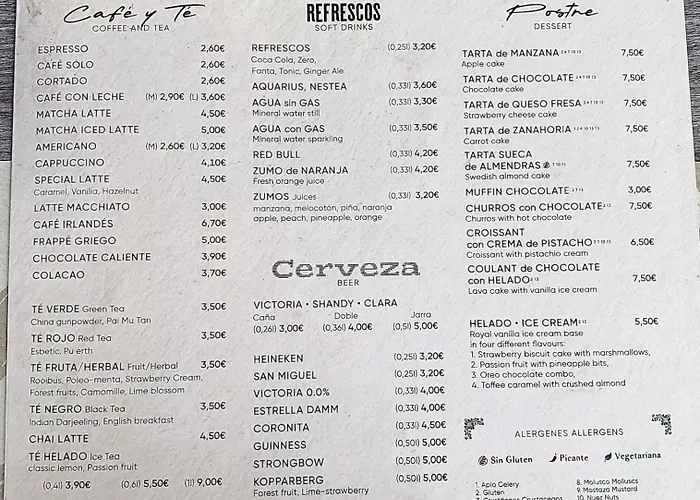 Café y Té
COFFEE AND TEA
ESPRESSO 2,60€
CAFÉ SÓLO 2,60€
CORTADO 2,60€
CAFÉ CON LECHE (M) 2,90€ (L) 3,60€
MATCHA LATTE 4,50€
MATCHA ICED LATTE 5,00€
AMERICANO (M) 2,60€ (L) 3,20€
CAPPUCCINO 4,10€
SPECIAL LATTE 4,50€
Caramel, Vanilla, Hazelnut
LATTE MACCHIATO 3,00€
CAFÉ IRLANDÉS 6,70€
FRAPPÉ GRIEGO 5,00€
CHOCOLATE CALIENTE 3,90€
COLACAO 3,70€
TÉ VERDE Green Tea 3,50€
China gunpowder, Pai Mu Tan
TÉ ROJO Red Tea 3,50€
Esbetic, Pu erth
TÉ FRUTA/HERBAL Fruit/Herbal 3,50€
Rooibus, Poleo-menta, Strawberry Cream,
Forest fruits, Camomille, Lime blossom
TÉ NEGRO Black Tea 3,50€
Indian Darjeeling, English breakfast
CHAI LATTE 4,50€
TÉ HELADO Ice Tea
classic lemon, Passion fruit
(0,4l) 3,90€ (0,6l) 5,50€ (1l) 9,00€
REFRESCOS
SOFT DRINKS
REFRESCOS (0,25l) 3,20€
Coca Cola, Zero,
Fanta, Tonic, Ginger Ale
AQUARIUS, NESTEA (0,33l) 3,60€
AGUA sin GAS (0,33l) 3,30€
Mineral water still
AGUA con GAS (0,33l) 3,50€
Mineral water sparkling
RED BULL (0,33l) 4,20€
ZUMO de NARANJA (0,33l) 4,20€
Fresh orange juice
ZUMOS Juices (0,33l) 3,20€
manzana, melocotón, piña, naranja
apple, peach, pineapple, orange
Cerveza
BEER
VICTORIA • SHANDY • CLARA
Caña Doble Jarra
(0,26l) 3,00€ (0,36l) 4,00€ (0,5l) 5,00€
HEINEKEN (0,25l) 3,20€
SAN MIGUEL (0,25l) 3,20€
VICTORIA 0.0% (0,33l) 4,00€
ESTRELLA DAMM (0,33l) 4,00€
CORONITA (0,33l) 4,50€
GUINNESS (0,50l) 5,00€
STRONGBOW (0,50l) 5,00€
KOPPARBERG (0,50l) 5,00€
Forest fruit, Lime-strawberry
Postre
DESSERT
TARTA de MANZANA 7,50€
Apple cake
TARTA de CHOCOLATE 7,50€
Chocolate cake
TARTA de QUESO FRESA 7,50€
Strawberry cheese cake
TARTA de ZANAHORIA 7,50€
Carrot cake
TARTA SUECA
de ALMENDRAS 7,50€
Swedish almond cake
MUFFIN CHOCOLATE 3,00€
CHURROS con CHOCOLATE 7,50€
Churros with hot chocolate
CROISSANT
con CREMA de PISTACHO 6,50€
Croissant with pistachio cream
COULANT de CHOCOLATE
con HELADO 7,50€
Lava cake with vanilla ice cream
HELADO • ICE CREAM 5,50€
Royal vanilla ice cream base
in four different flavours:
1. Strawberry biscuit cake with marshmallows,
2. Passion fruit with pineapple bits,
3. Oreo chocolate combo,
4. Toffee caramel with crushed almond
ALERGENES ALLERGENS
Sin Gluten Picante Vegetariana
1. Apio Celery
2. Gluten
3. Crustáceos Crustaceans
8. Molusco Molluscs
9. Mostaza Mustard
10. Nuez Nuts